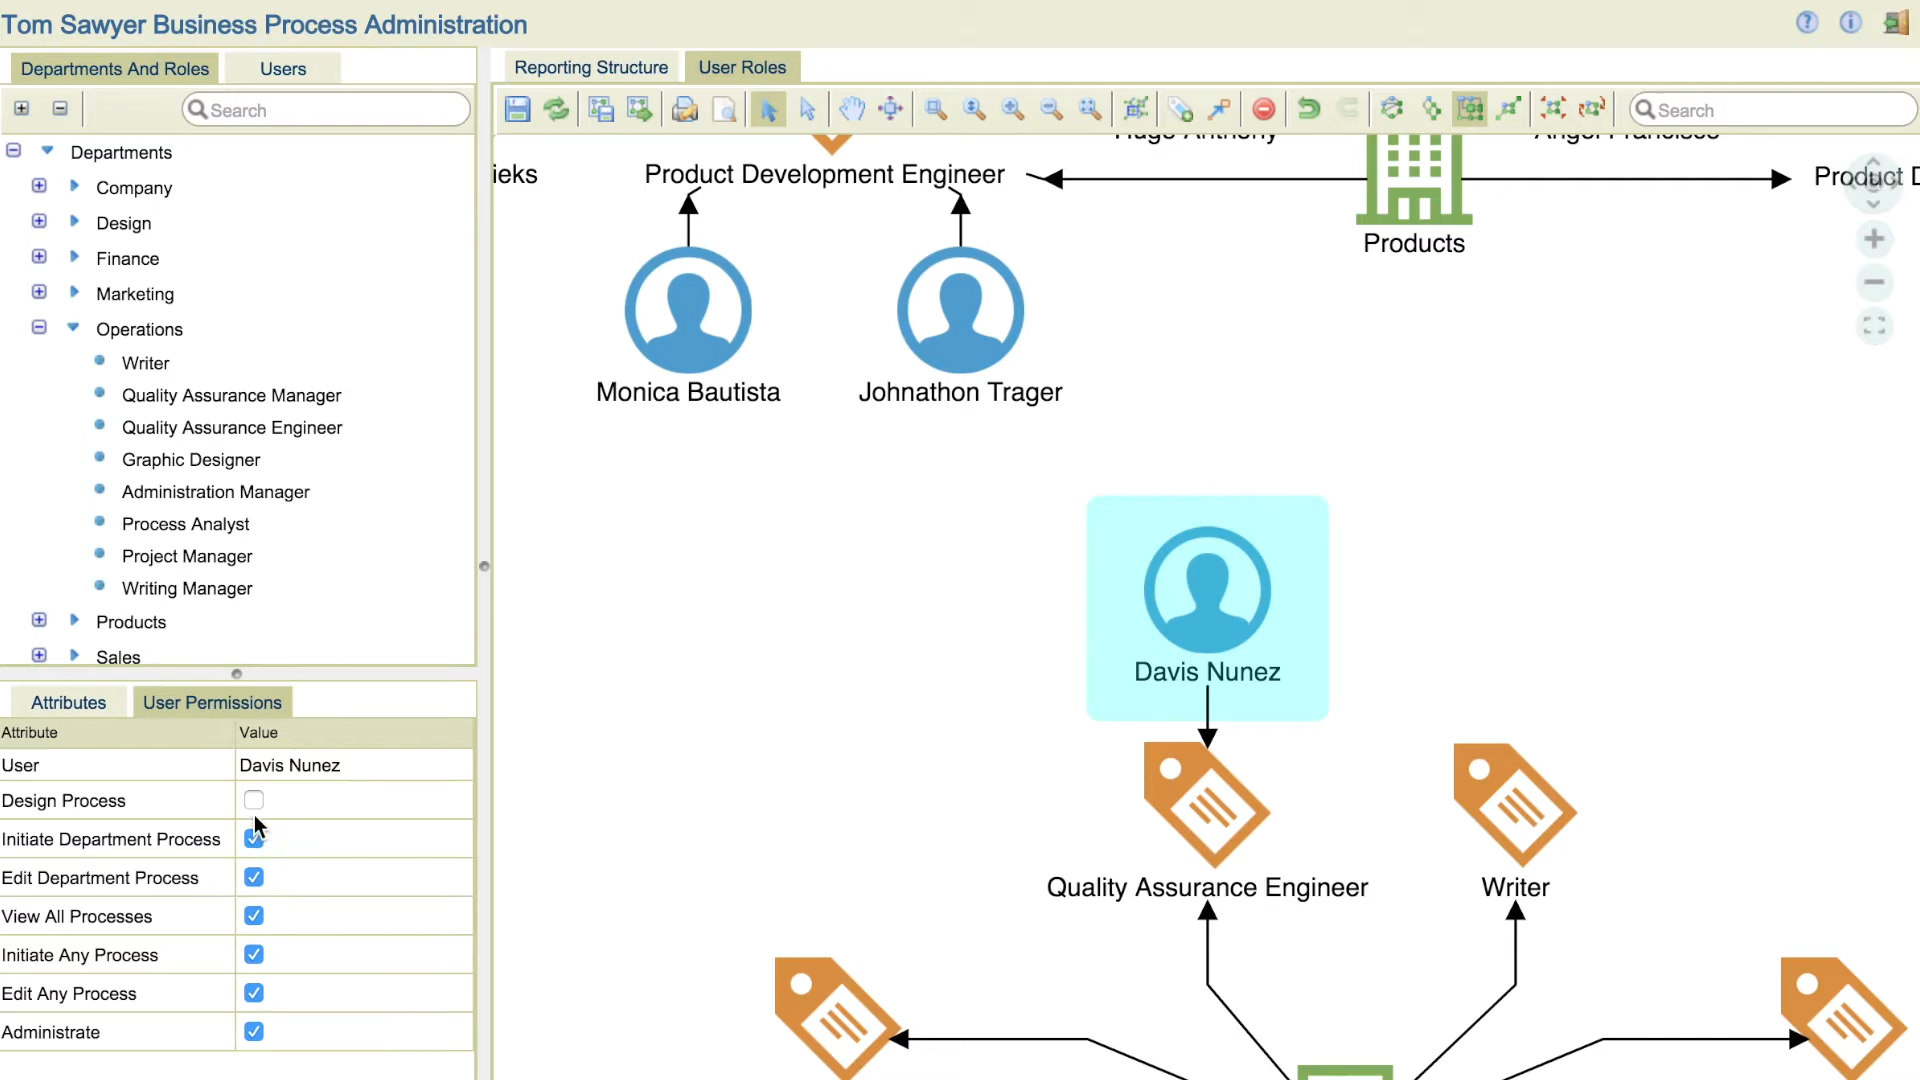 Tom Sawyer Business Process Administration
Departments And Roles
Users
Search
Departments
Company
Design
Finance
Marketing
Operations
Writer
Quality Assurance Manager
Quality Assurance Engineer
Graphic Designer
Administration Manager
Process Analyst
Project Manager
Writing Manager
Products
Sales
Attributes
User Permissions
Attribute Value
User Davis Nunez
Design Process
Initiate Department Process
Edit Department Process
View All Processes
Initiate Any Process
Edit Any Process
Administrate
Reporting Structure
User Roles
Search
ieks
Product Development Engineer
Product D
Products
Monica Bautista
Johnathon Trager
Davis Nunez
Quality Assurance Engineer
Writer